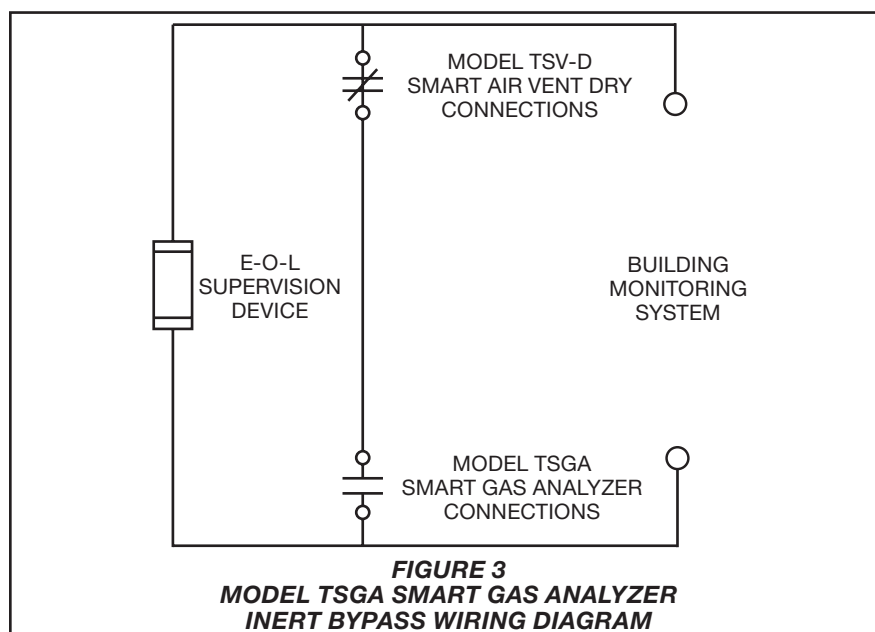 MODEL TSV-D
SMART AIR VENT DRY
CONNECTIONS
E-O-L
SUPERVISION
DEVICE
BUILDING
MONITORING
SYSTEM
MODEL TSGA
SMART GAS ANALYZER
CONNECTIONS
FIGURE 3
MODEL TSGA SMART GAS ANALYZER
INERT BYPASS WIRING DIAGRAM